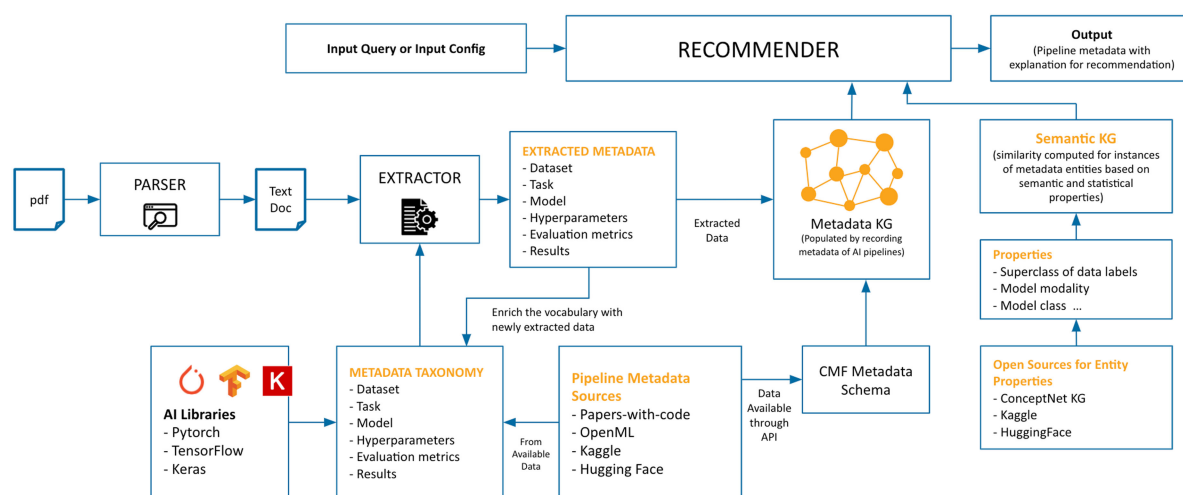 Input Query or Input Config
RECOMMENDER
Output
(Pipeline metadata with
explanation for recommendation)
pdf
PARSER
Text
Doc
EXTRACTOR
EXTRACTED METADATA
- Dataset
- Task
- Model
- Hyperparameters
- Evaluation metrics
- Results
Extracted
Data
Metadata KG
(Populated by recording
metadata of AI pipelines)
Semantic KG
(similarity computed for instances
of metadata entities based on
semantic and statistical
properties)
Properties
- Superclass of data labels
- Model modality
- Model class ...
Enrich the vocabulary with
newly extracted data
K
AI Libraries
- Pytorch
- TensorFlow
- Keras
METADATA TAXONOMY
- Dataset
- Task
- Model
- Hyperparameters
- Evaluation metrics
- Results
From
Available
Data
Pipeline Metadata
Sources
- Papers-with-code
- OpenML
- Kaggle
- Hugging Face
Data
Available
through
API
CMF Metadata
Schema
Open Sources for Entity
Properties
- ConceptNet KG
- Kaggle
- HuggingFace